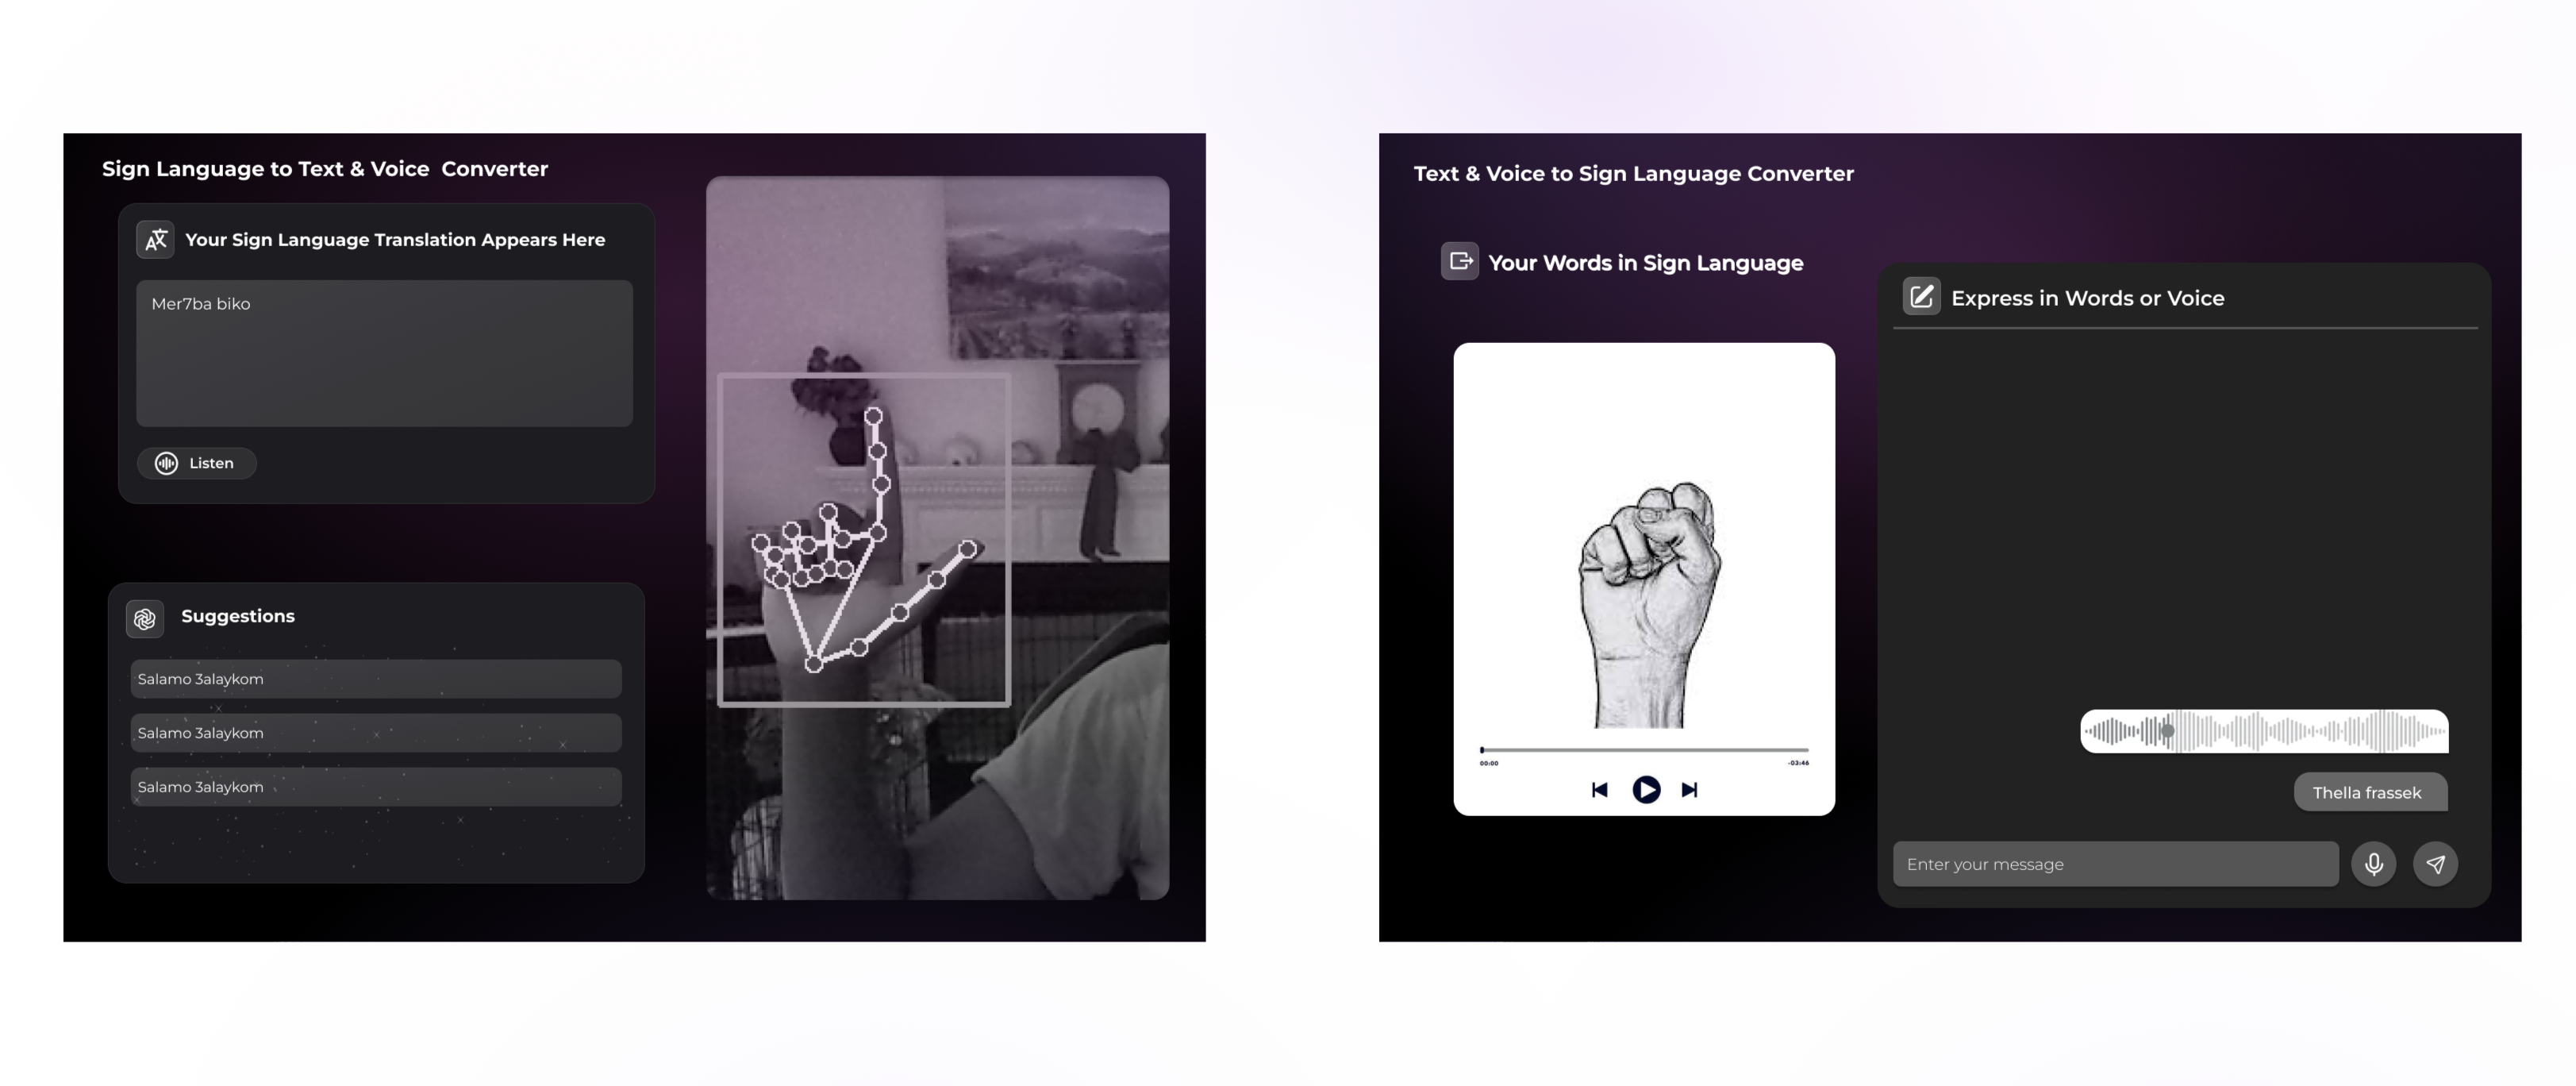 Sign Language to Text & Voice Converter
Your Sign Language Translation Appears Here
Mer7ba biko
Listen
Suggestions
Salamo 3alaykom
Salamo 3alaykom
Salamo 3alaykom
Text & Voice to Sign Language Converter
Your Words in Sign Language
00:00
-03:46
Express in Words or Voice
Thella frassek
Enter your message